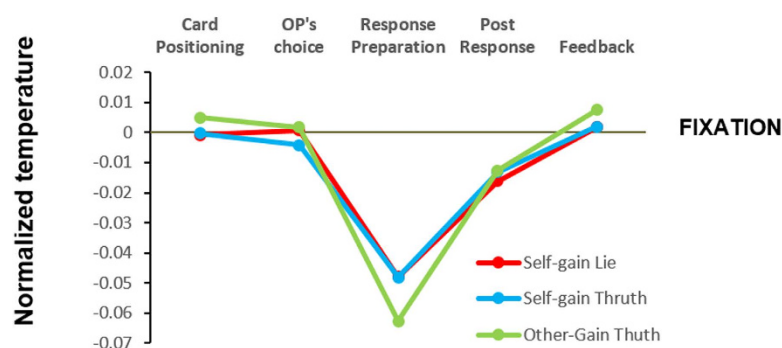 Card Positioning
OP's choice
Response Preparation
Post Response
Feedback
Normalized temperature
0.02
0.01
0
-0.01
-0.02
-0.03
-0.04
-0.05
-0.06
-0.07
FIXATION
Self-gain Lie
Self-gain Thruth
Other-Gain Thuth